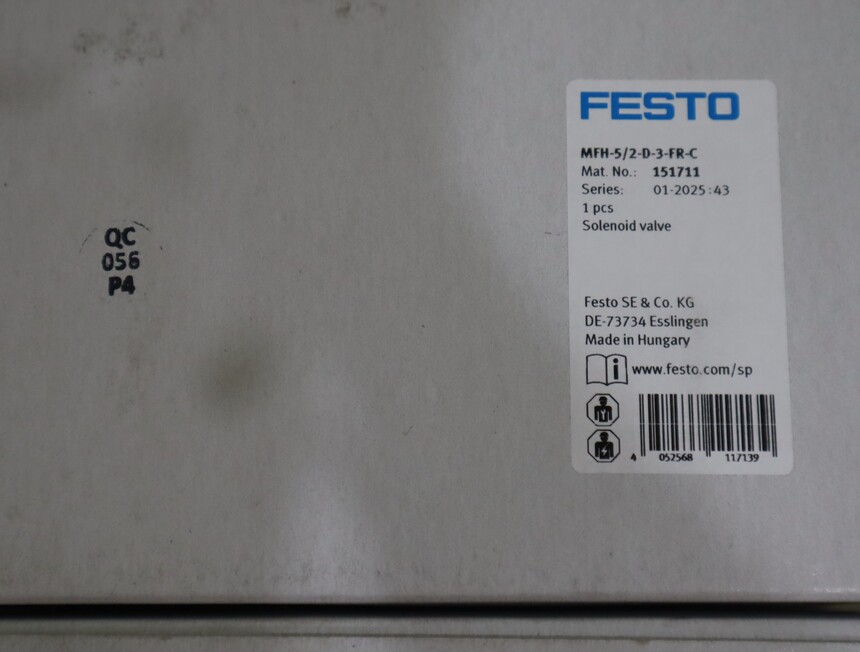 QC
056
P4
FESTO
MFH-5/2-D-3-FR-C
Mat. No.: 151711
Series: 01-2025:43
1 pcs
Solenoid valve
Festo SE & Co. KG
DE-73734 Esslingen
Made in Hungary
i www.festo.com/sp
4 052568 117139